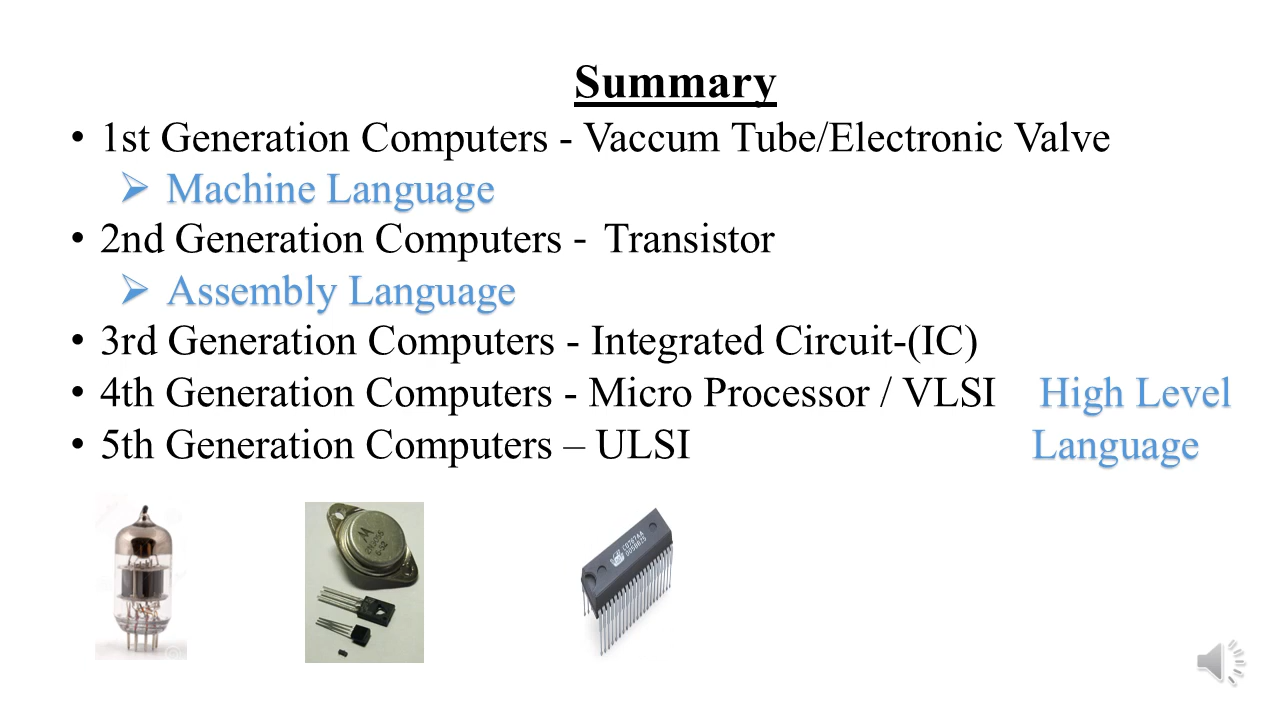 Summary
• 1st Generation Computers - Vaccum Tube/Electronic Valve
➢ Machine Language
• 2nd Generation Computers - Transistor
➢ Assembly Language
• 3rd Generation Computers - Integrated Circuit-(IC)
• 4th Generation Computers - Micro Processor / VLSI High Level
• 5th Generation Computers – ULSI Language